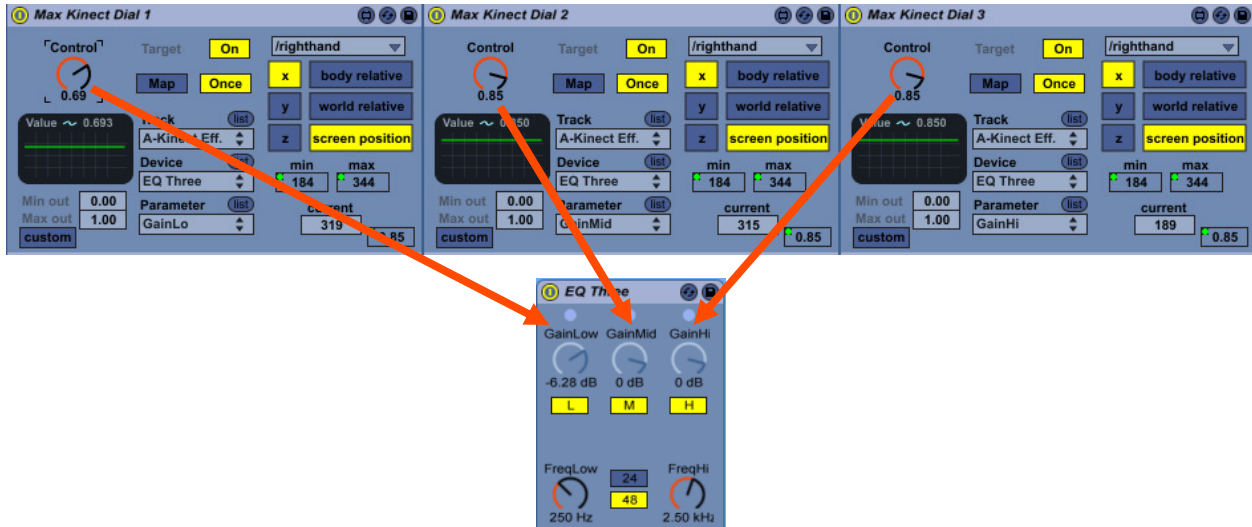 Max Kinect Dial 1
Control Target On /righthand
0.69 Map Once x body relative
y world relative
Value 0.693 Track list
A-Kinect Eff. z screen position
Device list min max
EQ Three 184 344
Min out 0.00 Parameter list current
Max out 1.00 GainLo 319
custom 0.85
Max Kinect Dial 2
Control Target On /righthand
0.85 Map Once x body relative
y world relative
Value 0.850 Track list
A-Kinect Eff. z screen position
Device list min max
EQ Three 184 344
Min out 0.00 Parameter list current
Max out 1.00 GainMid 315
custom 0.85
Max Kinect Dial 3
Control Target On /righthand
0.85 Map Once x body relative
y world relative
Value 0.850 Track list
A-Kinect Eff. z screen position
Device list min max
EQ Three 184 344
Min out 0.00 Parameter list current
Max out 1.00 GainHi 189
custom 0.85
EQ Three
GainLow GainMid GainHi
-6.28 dB 0 dB 0 dB
L M H
FreqLow 24 FreqHi
48
250 Hz 2.50 kHz